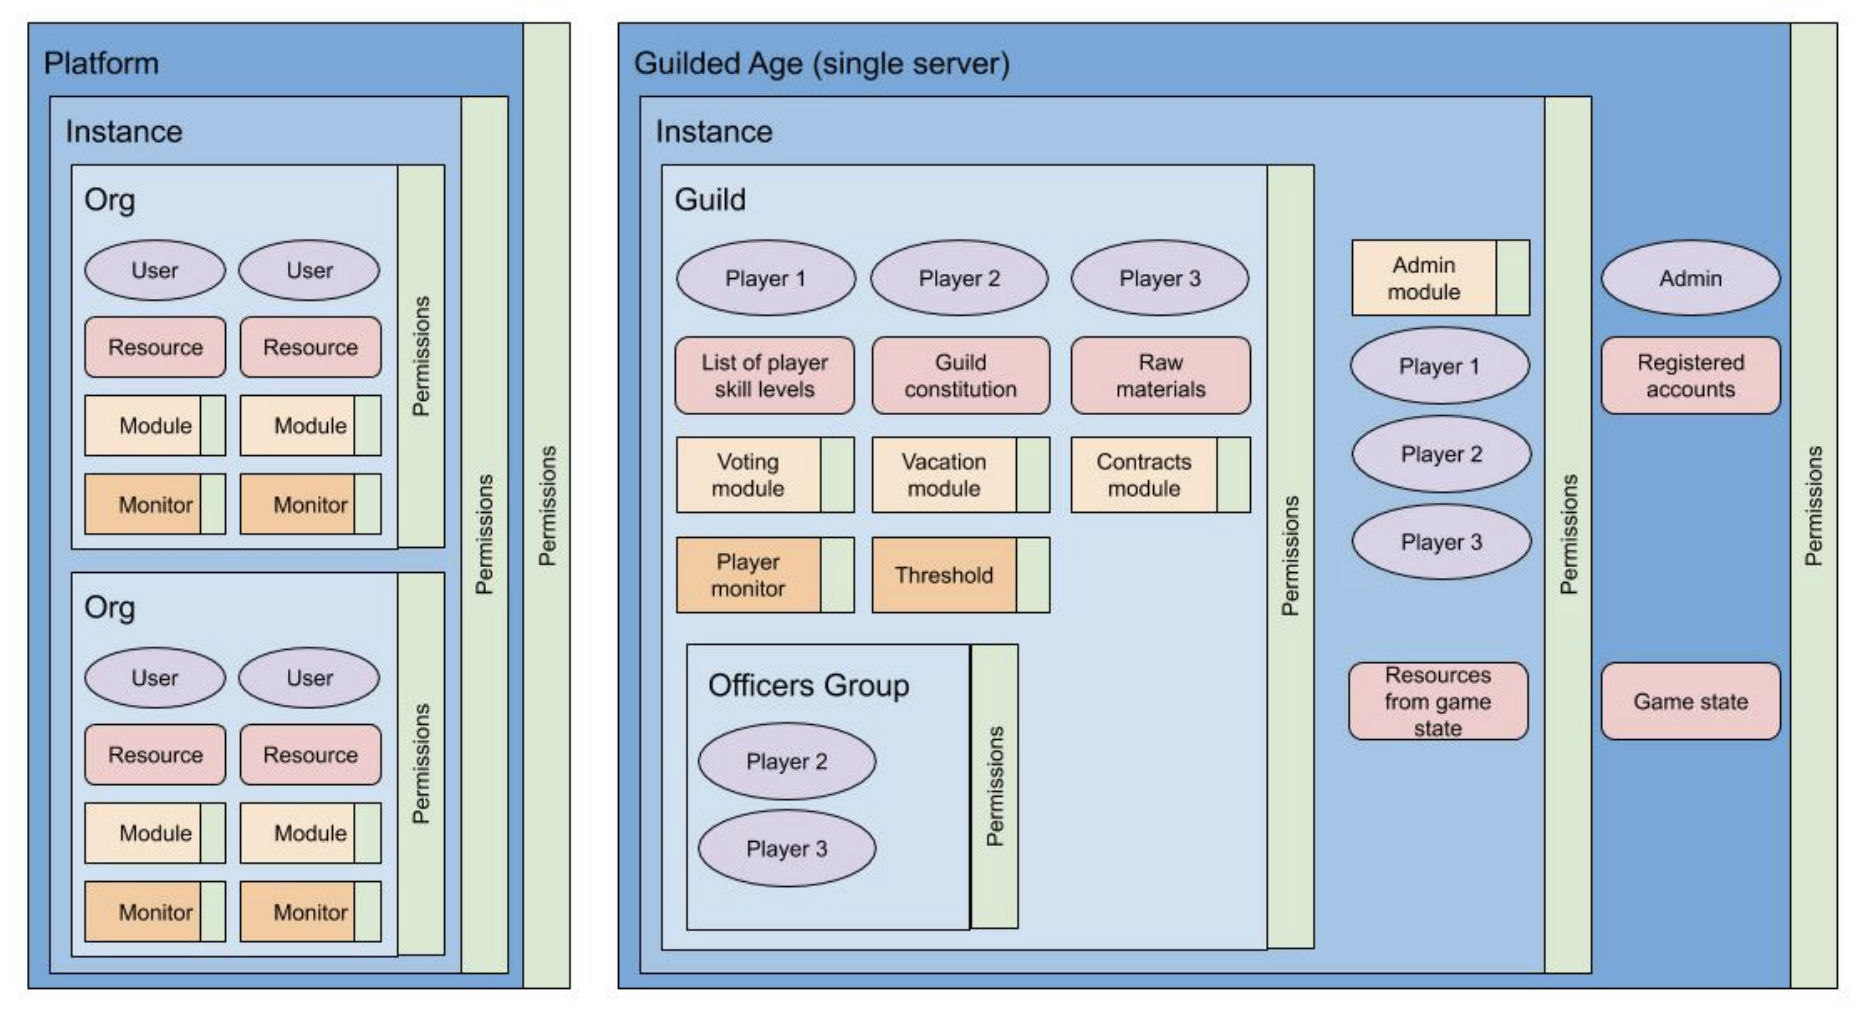 Platform
Instance
Org
User
User
Resource
Resource
Module
Module
Monitor
Monitor
Permissions
Org
User
User
Resource
Resource
Module
Module
Monitor
Monitor
Permissions
Permissions
Permissions
Guilded Age (single server)
Instance
Guild
Player 1
Player 2
Player 3
List of player
skill levels
Guild
constitution
Raw
materials
Voting
module
Vacation
module
Contracts
module
Player
monitor
Threshold
Officers Group
Player 2
Player 3
Permissions
Permissions
Admin
module
Player 1
Player 2
Player 3
Resources
from game
state
Permissions
Admin
Registered
accounts
Game state
Permissions